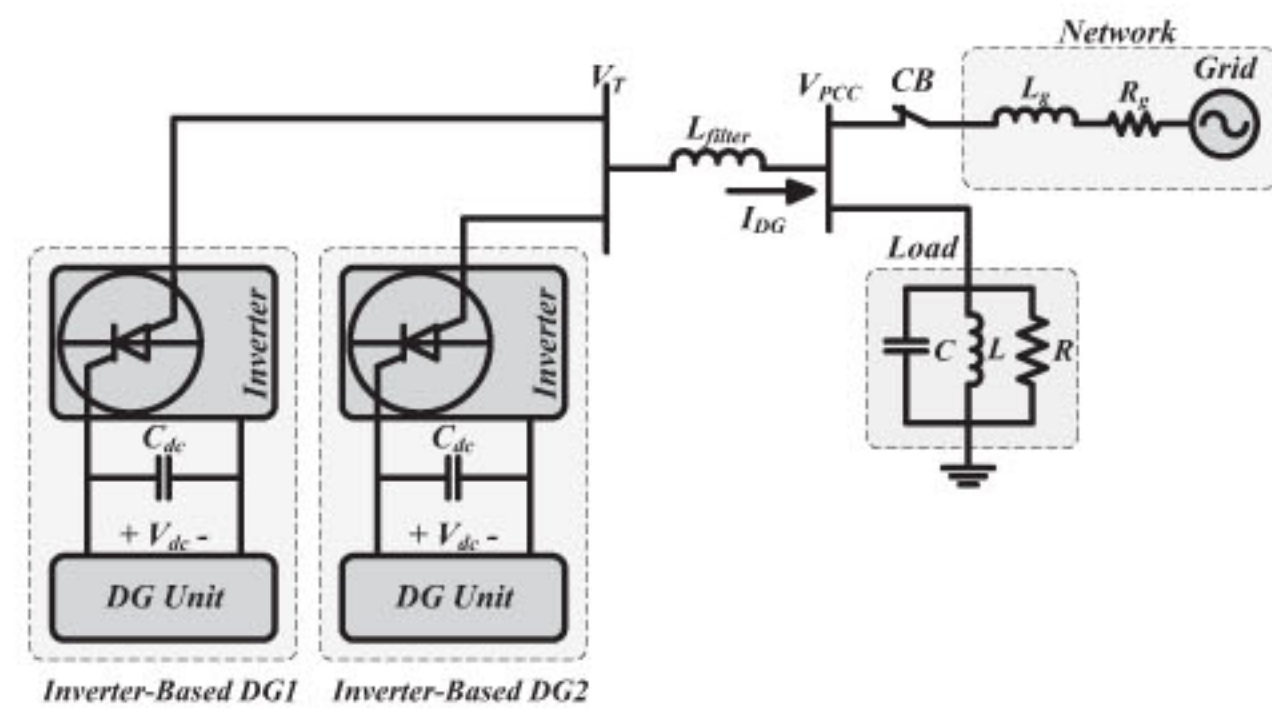 Network
Grid
V_T
V_PCC
CB
L_g
R_g
L_filter
I_DG
Load
C
L
R
Inverter
Inverter
C_dc
C_dc
+ V_dc -
+ V_dc -
DG Unit
DG Unit
Inverter-Based DG1
Inverter-Based DG2